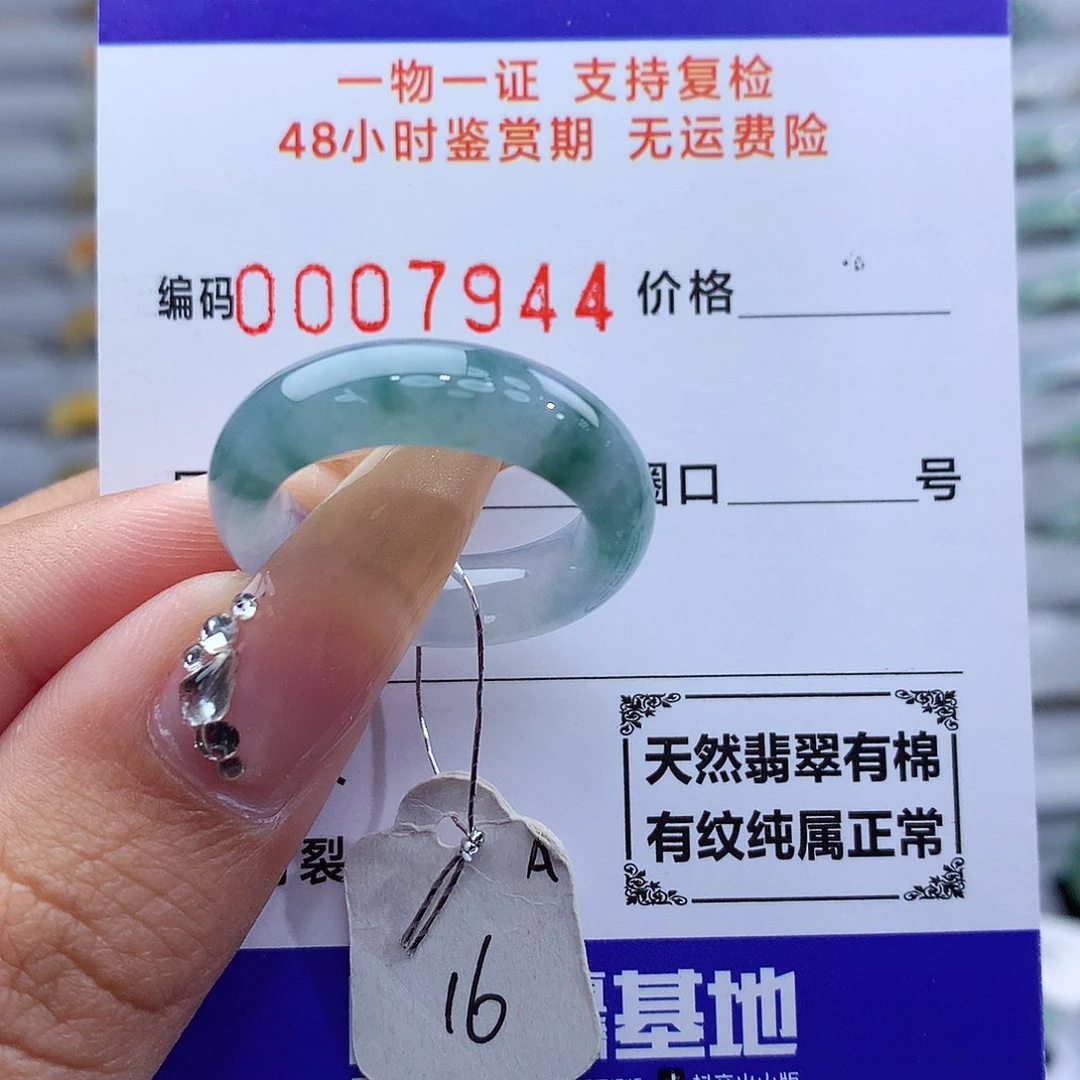 一物一证 支持复检
48小时鉴赏期 无运费险
编码0007944 价格
圈口 号
天然翡翠有棉
有纹纯属正常
裂
A
16
基地